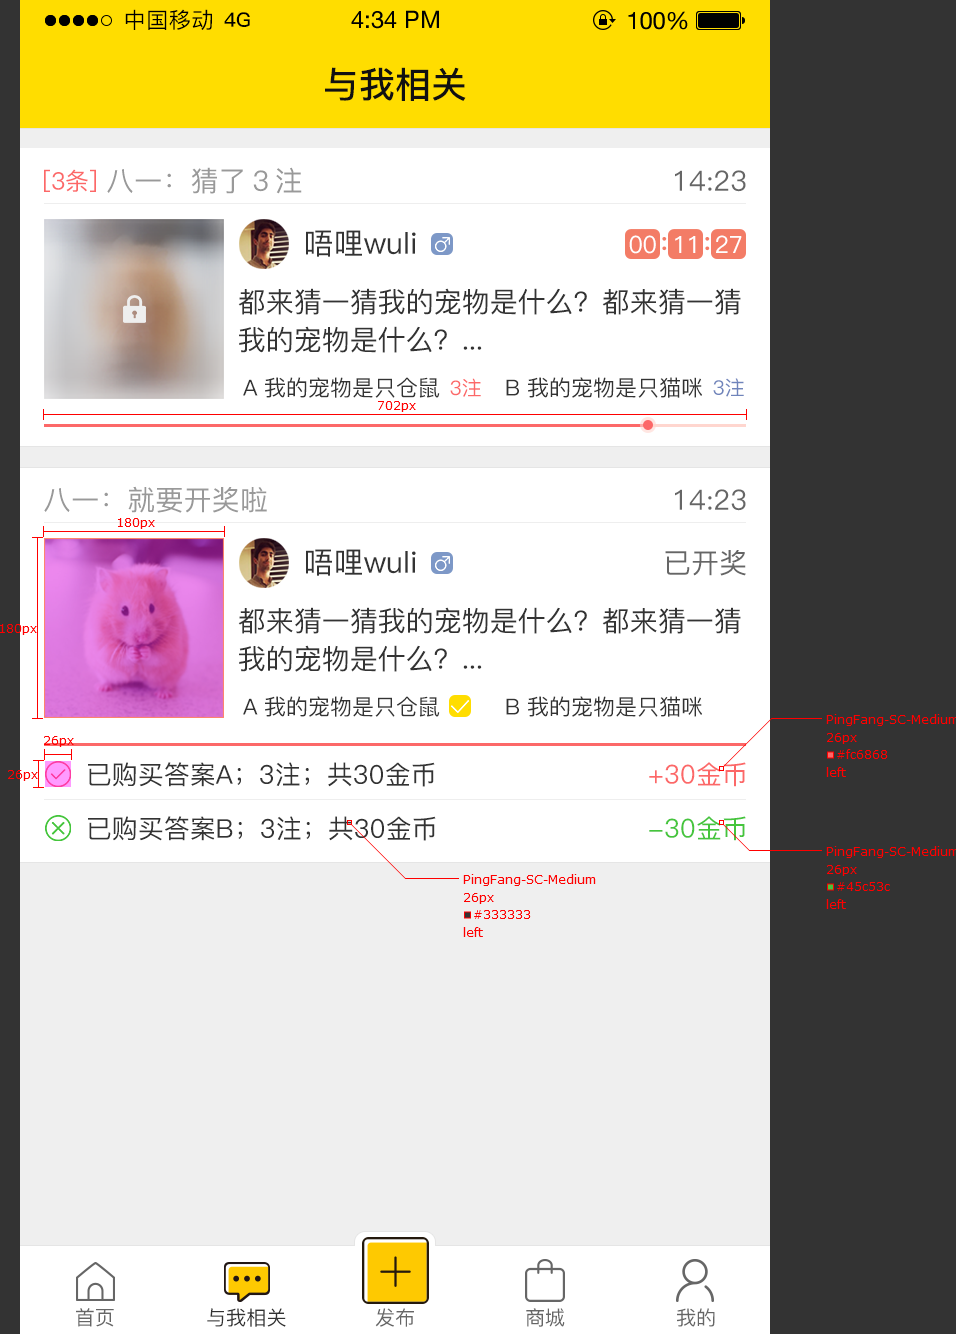 中国移动 4G 4:34 PM 100%
与我相关
[3条] 八一：猜了 3 注 14:23
唔哩wuli 00:11:27
都来猜一猜我的宠物是什么？都来猜一猜
我的宠物是什么？...
A 我的宠物是只仓鼠 3注 B 我的宠物是只猫咪 3注
702px
八一：就要开奖啦 14:23
180px
唔哩wuli 已开奖
180px
都来猜一猜我的宠物是什么？都来猜一猜
我的宠物是什么？...
A 我的宠物是只仓鼠 B 我的宠物是只猫咪
PingFang-SC-Medium
26px
#fc6868
left
26px
26px
已购买答案A；3注；共30金币 +30金币
已购买答案B；3注；共30金币 -30金币
PingFang-SC-Medium
26px
#45c53c
left
PingFang-SC-Medium
26px
#333333
left
首页 与我相关 发布 商城 我的